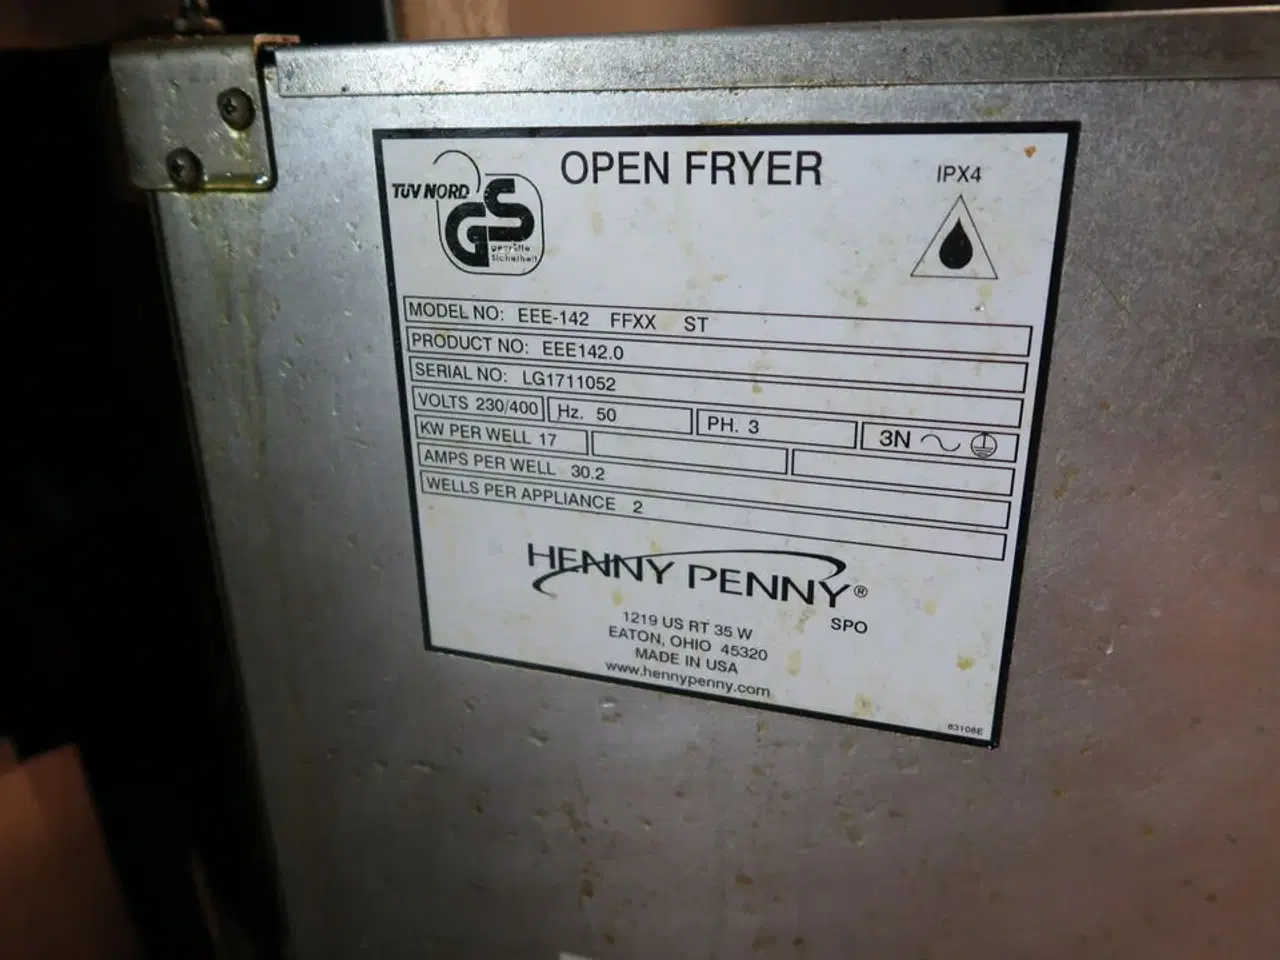 OPEN FRYER
TÜV NORD
GS
geprüfte
Sicherheit
IPX4
MODEL NO: EEE-142 FFXX ST
PRODUCT NO: EEE142.0
SERIAL NO: LG1711052
VOLTS 230/400 Hz. 50 PH. 3 3N
KW PER WELL 17
AMPS PER WELL 30.2
WELLS PER APPLIANCE 2
HENNY PENNY®
SPO
1219 US RT 35 W
EATON, OHIO 45320
MADE IN USA
www.hennypenny.com
83108E